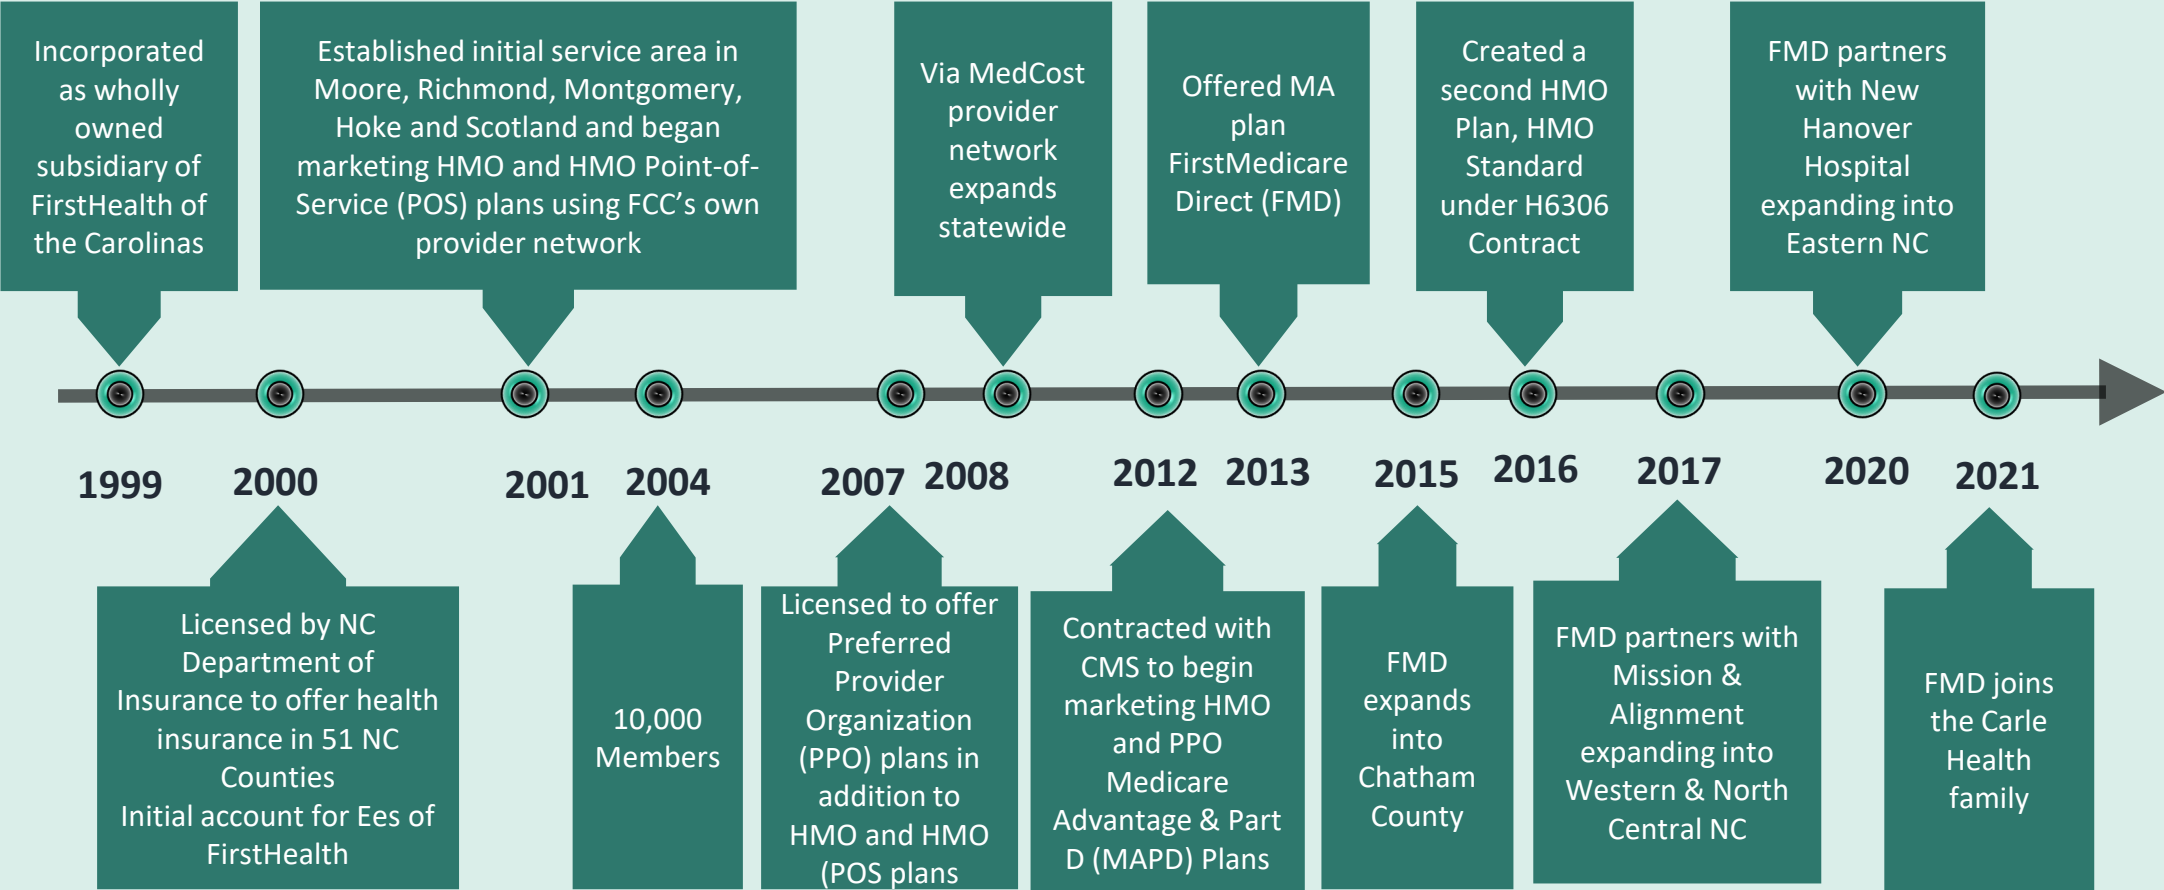 Incorporated
as wholly
owned
subsidiary of
FirstHealth of
the Carolinas
Established initial service area in
Moore, Richmond, Montgomery,
Hoke and Scotland and began
marketing HMO and HMO Point-of-
Service (POS) plans using FCC’s own
provider network
Via MedCost
provider
network
expands
statewide
Offered MA
plan
FirstMedicare
Direct (FMD)
Created a
second HMO
Plan, HMO
Standard
under H6306
Contract
FMD partners
with New
Hanover
Hospital
expanding into
Eastern NC
1999
2000
2001
2004
2007
2008
2012
2013
2015
2016
2017
2020
2021
Licensed by NC
Department of
Insurance to offer health
insurance in 51 NC
Counties
Initial account for Ees of
FirstHealth
10,000
Members
Licensed to offer
Preferred
Provider
Organization
(PPO) plans in
addition to
HMO and HMO
(POS plans
Contracted with
CMS to begin
marketing HMO
and PPO
Medicare
Advantage & Part
D (MAPD) Plans
FMD
expands
into
Chatham
County
FMD partners with
Mission &
Alignment
expanding into
Western & North
Central NC
FMD joins
the Carle
Health
family